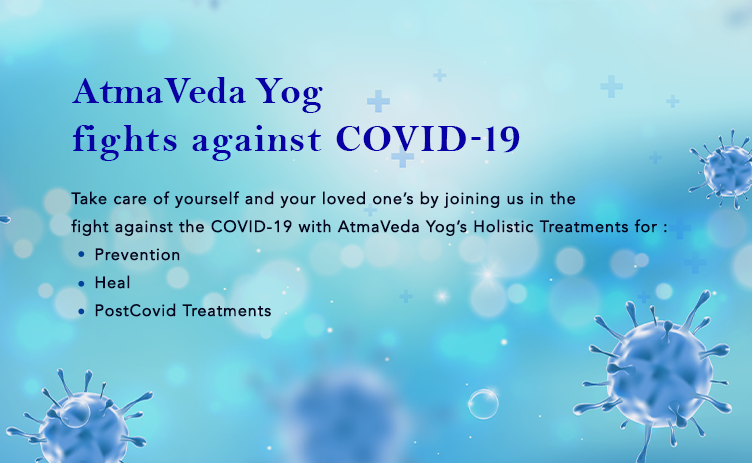 AtmaVeda Yog
fights against COVID-19
Take care of yourself and your loved one's by joining us in the
fight against the COVID-19 with AtmaVeda Yog's Holistic Treatments for :
• Prevention
• Heal
• PostCovid Treatments